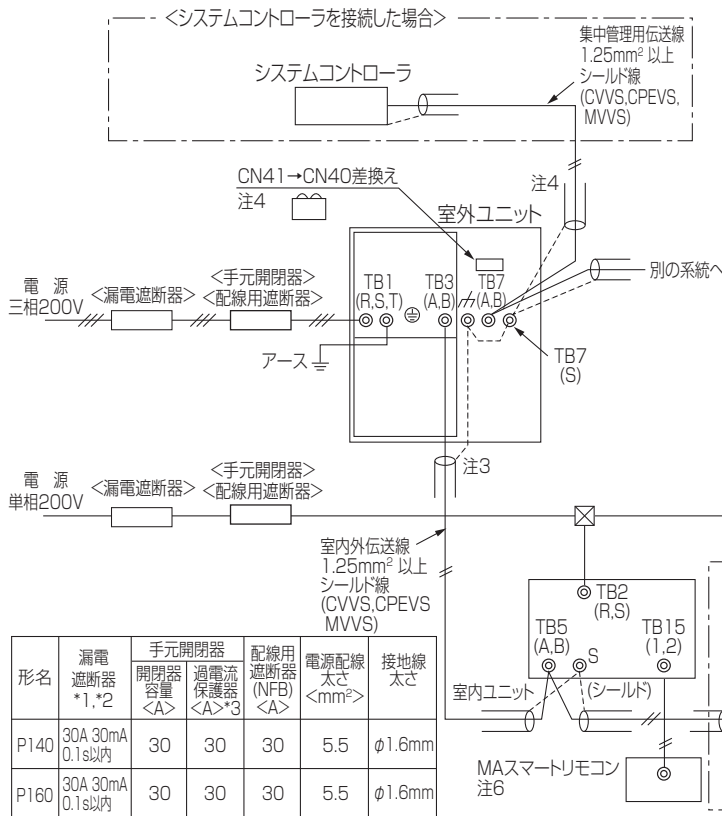 <システムコントローラを接続した場合>
集中管理用伝送線
1.25mm² 以上
シールド線
(CVVS,CPEVS,
MVVS)
システムコントローラ
CN41→CN40差換え
注4
注4
室外ユニット
電 源
三相200V
<漏電遮断器>
<手元開閉器>
<配線用遮断器>
TB1
(R,S,T)
TB3
(A,B)
TB7
(A,B)
別の系統へ
アース
TB7
(S)
注3
電 源
単相200V
<漏電遮断器>
<手元開閉器>
<配線用遮断器>
室内外伝送線
1.25mm² 以上
シールド線
(CVVS,CPEVS
MVVS)
TB2
(R,S)
TB5
(A,B)
S
TB15
(1,2)
室内ユニット
(シールド)
MAスマートリモコン
注6
形名
漏電
遮断器
*1,*2
手元開閉器
開閉器
容量
<A>
過電流
保護器
<A>*3
配線用
遮断器
(NFB)
<A>
電源配線
太さ
<mm²>
接地線
太さ
P140 30A 30mA 0.1s以内 30 30 30 5.5 φ1.6mm
P160 30A 30mA 0.1s以内 30 30 30 5.5 φ1.6mm